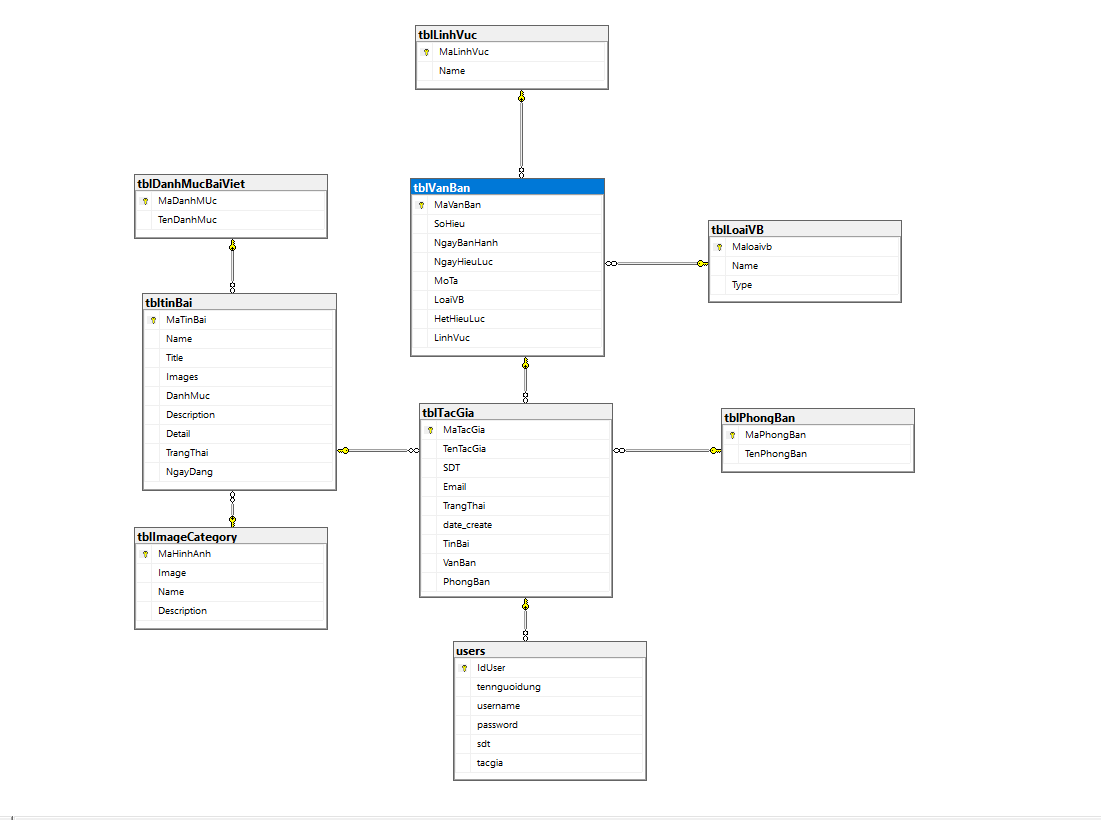 tblLinhVuc
MaLinhVuc
Name
tblDanhMucBaiViet
MaDanhMUc
TenDanhMuc
tblVanBan
MaVanBan
SoHieu
NgayBanHanh
NgayHieuLuc
MoTa
LoaiVB
HetHieuLuc
LinhVuc
tblLoaiVB
Maloaivb
Name
Type
tbltinBai
MaTinBai
Name
Title
Images
DanhMuc
Description
Detail
TrangThai
NgayDang
tblTacGia
MaTacGia
TenTacGia
SDT
Email
TrangThai
date_create
TinBai
VanBan
PhongBan
tblPhongBan
MaPhongBan
TenPhongBan
tblImageCategory
MaHinhAnh
Image
Name
Description
users
IdUser
tennguoidung
username
password
sdt
tacgia